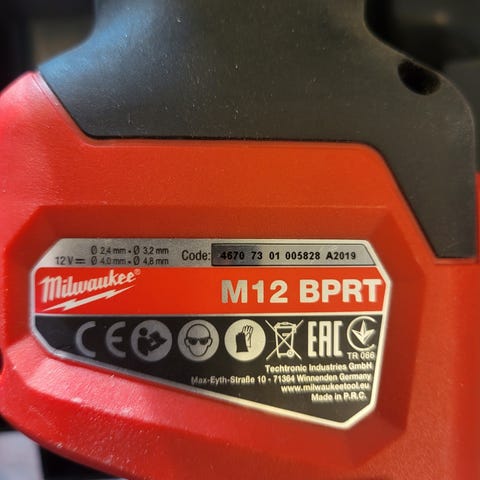 Ø 2,4 mm - Ø 3,2 mm
12 V ⎓ Ø 4,0 mm - Ø 4,8 mm
Code: 4670 73 01 005828 A2019
Milwaukee®
M12 BPRT
CE
EAC
TR 066
Techtronic Industries GmbH
Max-Eyth-Straße 10 - 71364 Winnenden Germany
www.milwaukeetool.eu
Made in P.R.C.